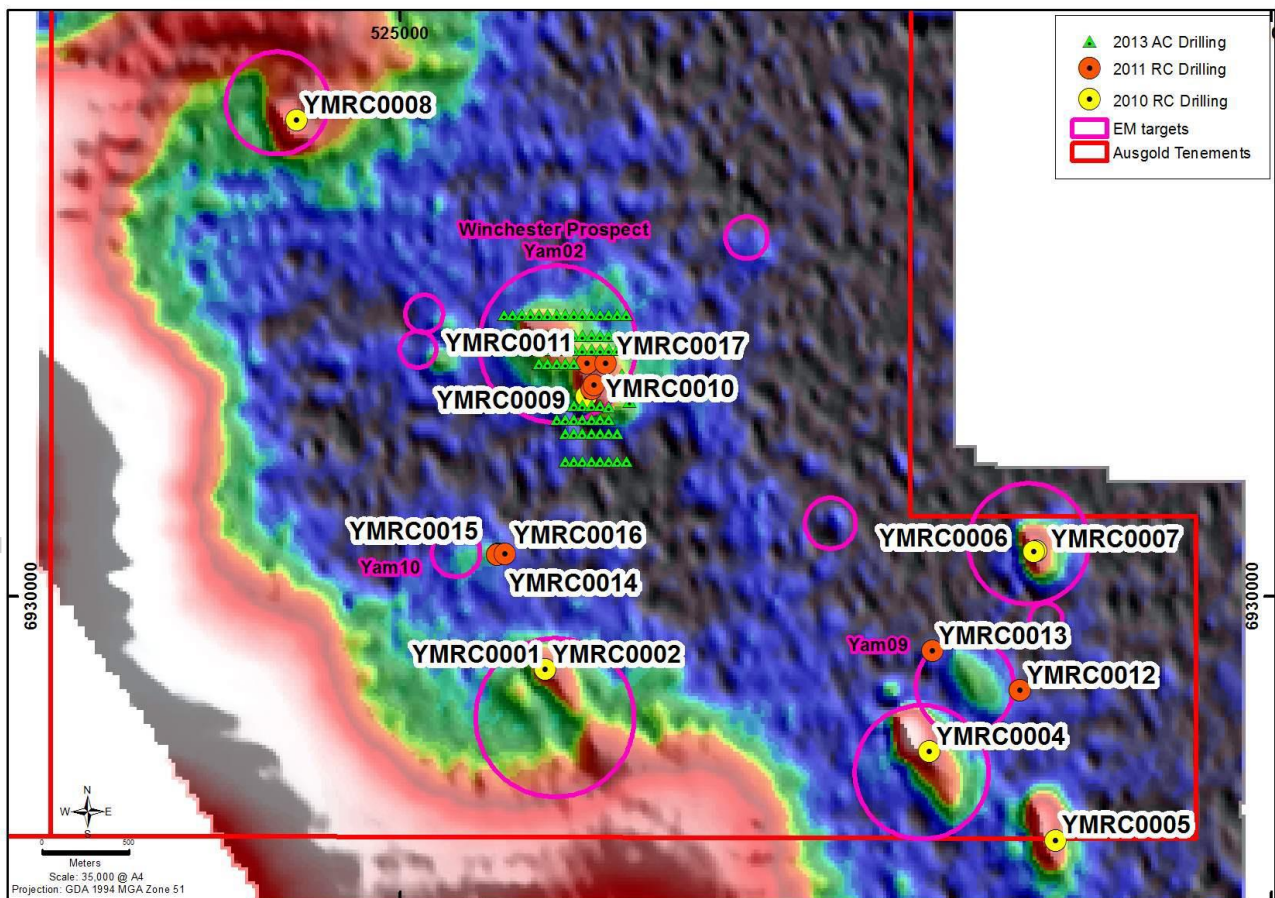 525000
2013 AC Drilling
2011 RC Drilling
2010 RC Drilling
EM targets
Ausgold Tenements
YMRC0008
Winchester Prospect
Yam02
YMRC0011
YMRC0017
YMRC0010
YMRC0009
YMRC0015
YMRC0016
Yam10
YMRC0014
YMRC0006
YMRC0007
6930000
6930000
YMRC0013
Yam09
YMRC0001
YMRC0002
YMRC0012
YMRC0004
YMRC0005
N
W
E
S
0
500
Meters
Scale: 35,000 @ A4
Projection: GDA 1994 MGA Zone 51